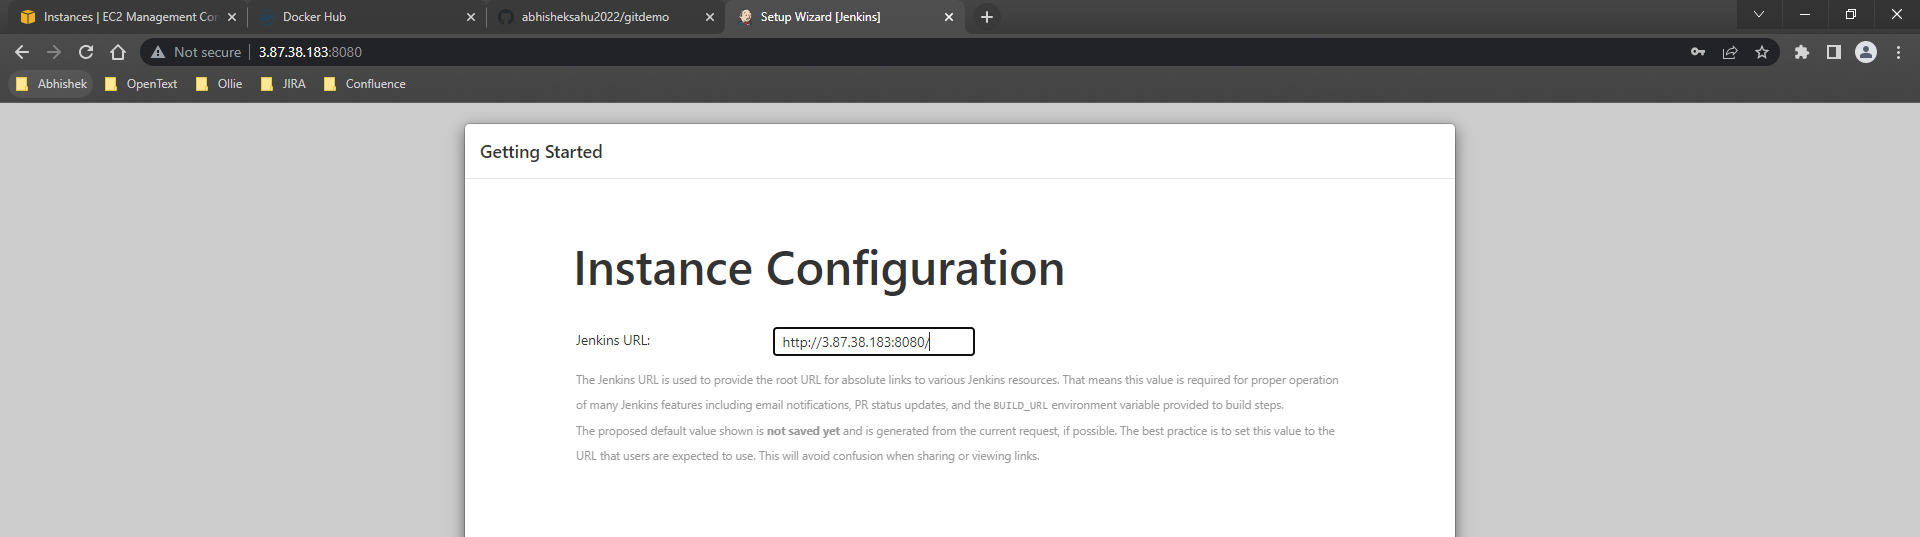 Instances | EC2 Management Con
Docker Hub
abhisheksahu2022/gitdemo
Setup Wizard [Jenkins]
Not secure
3.87.38.183:8080
Abhishek
OpenText
Ollie
JIRA
Confluence
Getting Started
Instance Configuration
Jenkins URL:
http://3.87.38.183:8080/
The Jenkins URL is used to provide the root URL for absolute links to various Jenkins resources. That means this value is required for proper operation
of many Jenkins features including email notifications, PR status updates, and the BUILD_URL environment variable provided to build steps.
The proposed default value shown is not saved yet and is generated from the current request, if possible. The best practice is to set this value to the
URL that users are expected to use. This will avoid confusion when sharing or viewing links.